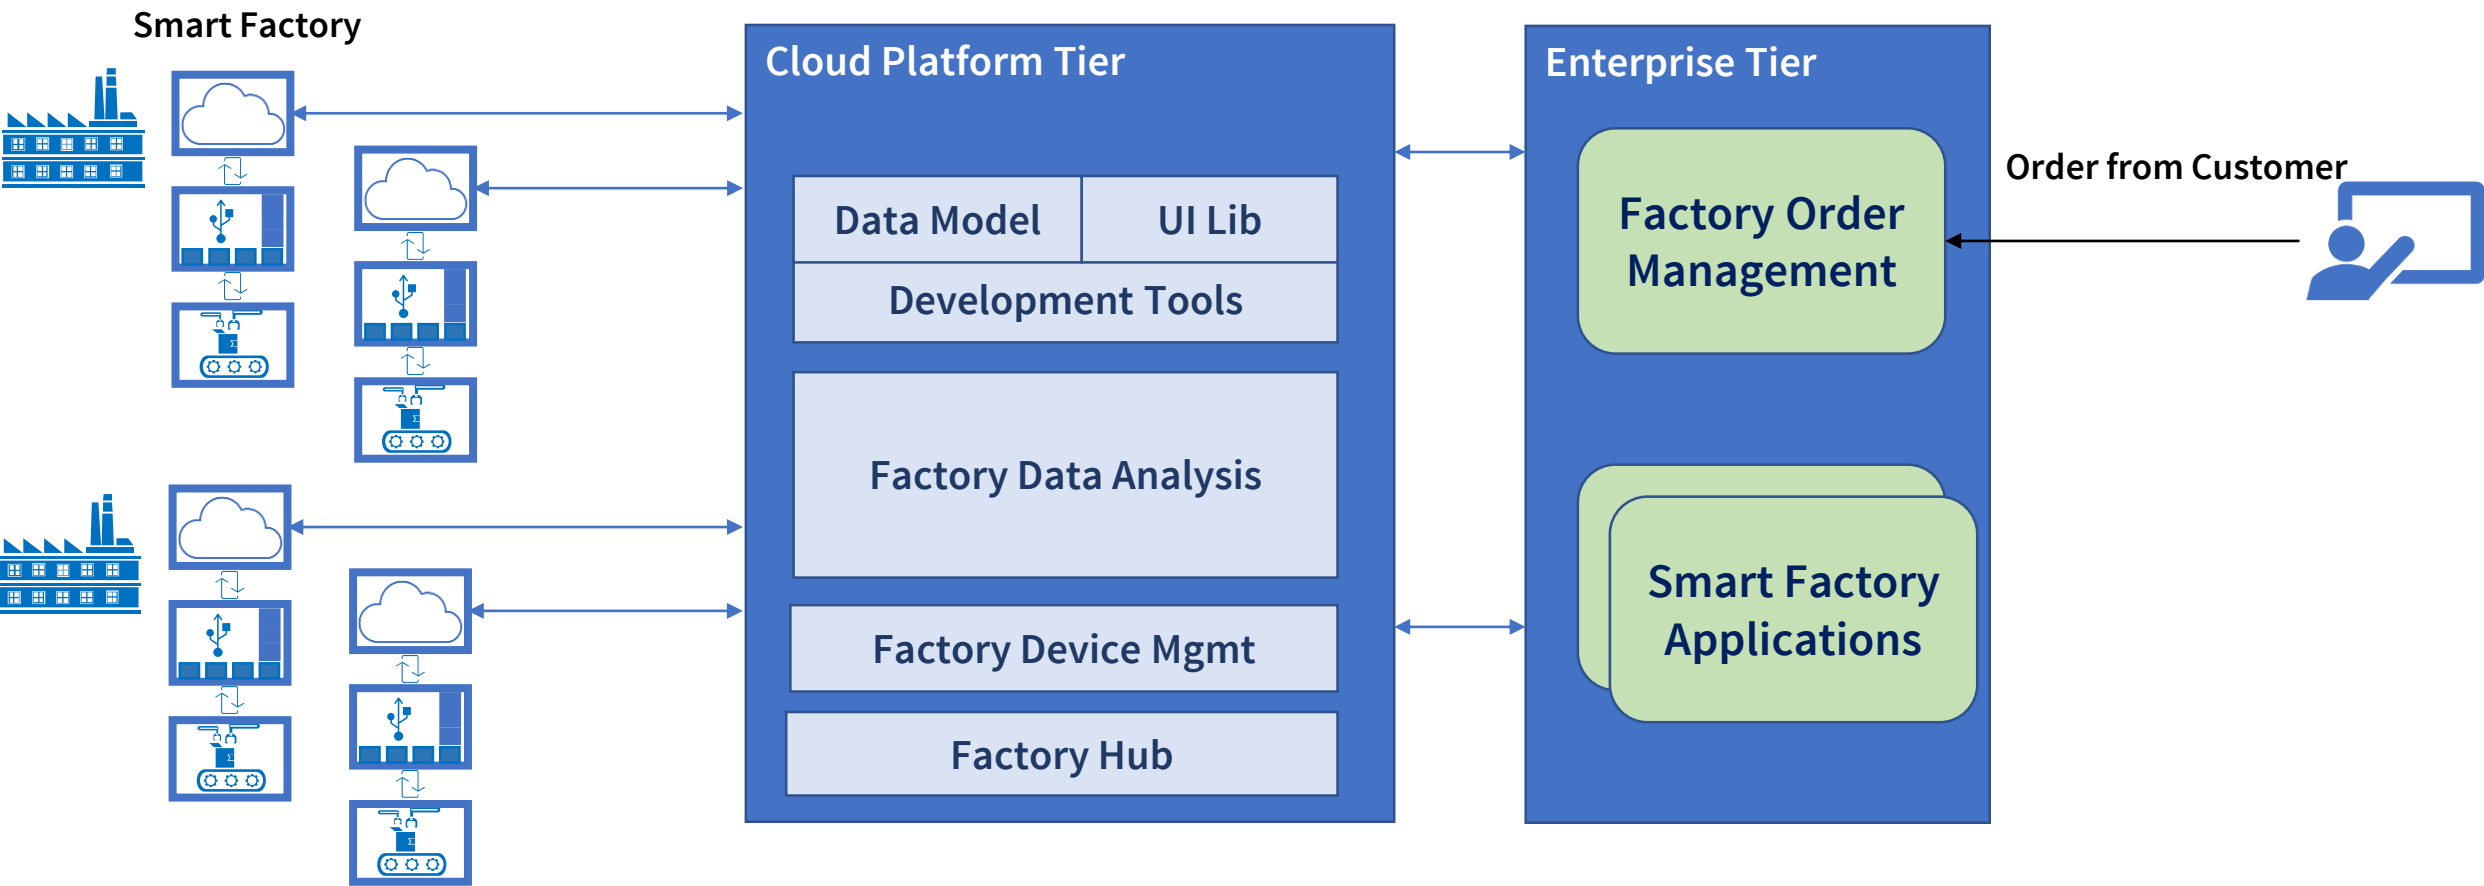 Smart Factory
Cloud Platform Tier
Data Model
UI Lib
Development Tools
Factory Data Analysis
Factory Device Mgmt
Factory Hub
Enterprise Tier
Factory Order
Management
Smart Factory
Applications
Order from Customer